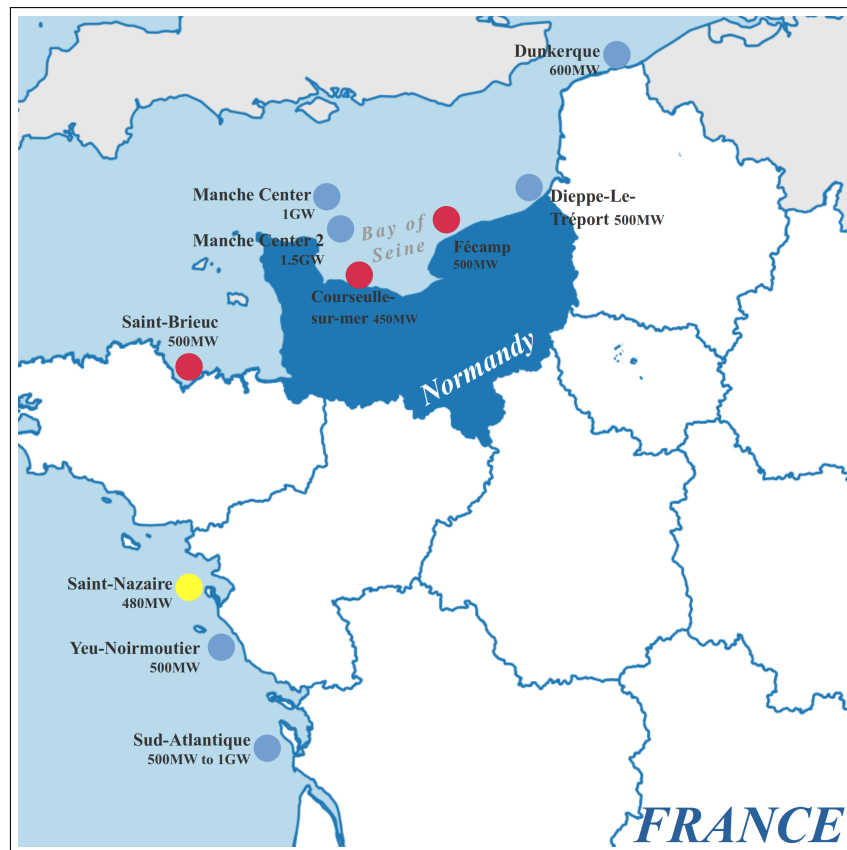 Dunkerque
600MW
Manche Center
1GW
Dieppe-Le-
Tréport 500MW
Manche Center 2
1.5GW
Bay of
Seine
Fécamp
500MW
Courseulle-
sur-mer 450MW
Saint-Brieuc
500MW
Normandy
Saint-Nazaire
480MW
Yeu-Noirmoutier
500MW
Sud-Atlantique
500MW to 1GW
FRANCE